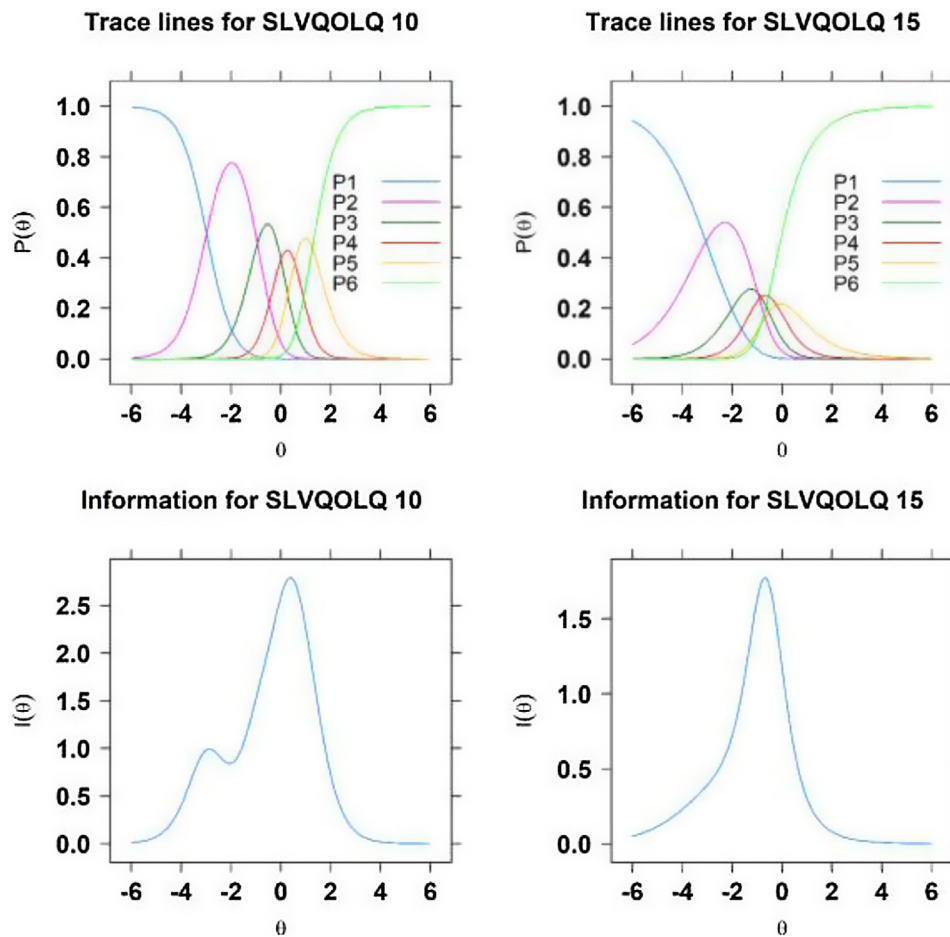 Trace lines for SLVQOLQ 10
P(θ)
1.0
0.8
0.6
0.4
0.2
0.0
P1
P2
P3
P4
P5
P6
-6 -4 -2 0 2 4 6
θ
Trace lines for SLVQOLQ 15
P(θ)
1.0
0.8
0.6
0.4
0.2
0.0
P1
P2
P3
P4
P5
P6
-6 -4 -2 0 2 4 6
θ
Information for SLVQOLQ 10
I(θ)
2.5
2.0
1.5
1.0
0.5
0.0
-6 -4 -2 0 2 4 6
θ
Information for SLVQOLQ 15
I(θ)
1.5
1.0
0.5
0.0
-6 -4 -2 0 2 4 6
θ